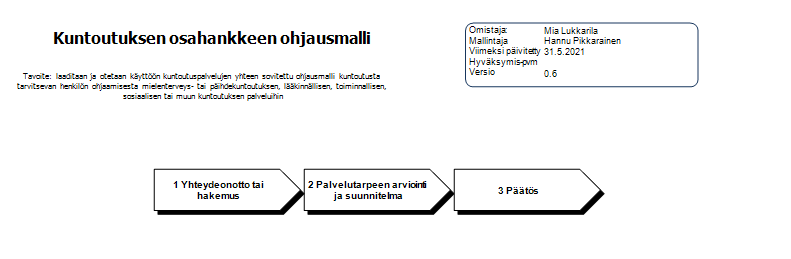 Kuntoutuksen osahankkeen ohjausmalli
Tavoite: laaditaan ja otetaan käyttöön kuntoutuspalvelujen yhteen sovitettu ohjausmalli kuntoutusta
tarvitsevan henkilön ohjaamisesta mielenterveys- tai päihdekuntoutuksen, lääkinnällisen, toiminnallisen,
sosiaalisen tai muun kuntoutuksen palveluihin
Omistaja: Mia Lukkarila
Mallintaja Hannu Pikkarainen
Viimeksi päivitetty 31.5.2021
Hyväksymis-pvm
Versio 0.6
1 Yhteydeonotto tai
hakemus
2 Palvelutarpeen arviointi
ja suunnitelma
3 Päätös